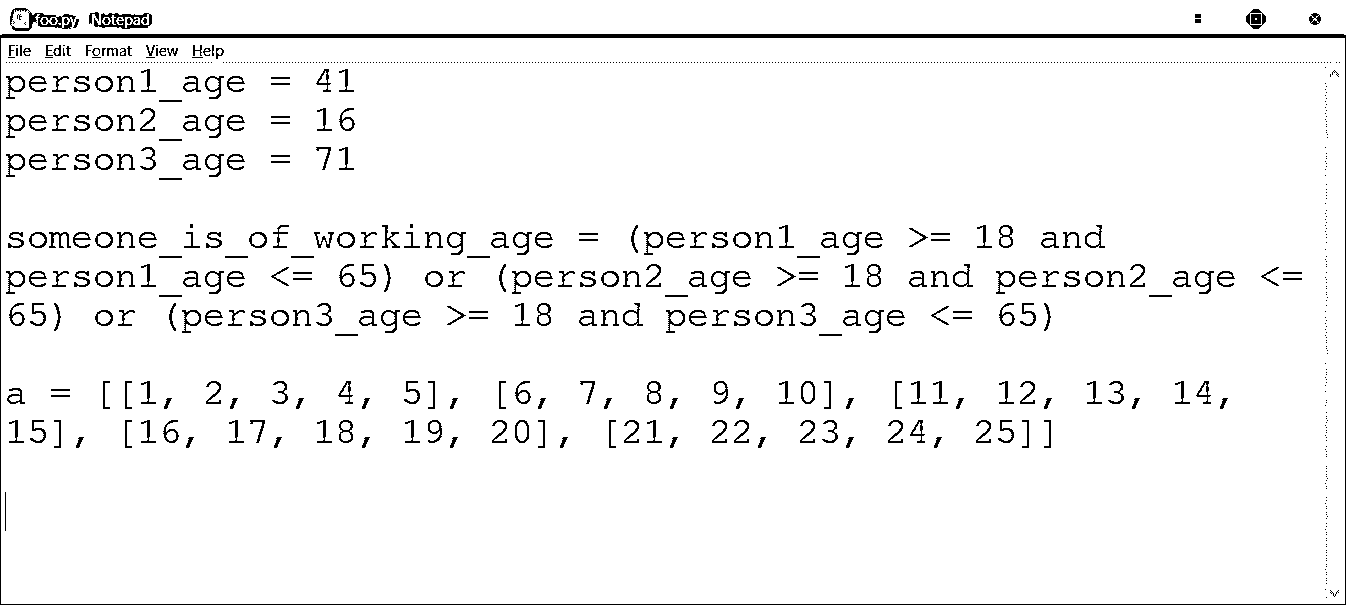 foo.py Notepad
File Edit Format View Help
person1_age = 41
person2_age = 16
person3_age = 71
someone_is_of_working_age = (person1_age >= 18 and
person1_age <= 65) or (person2_age >= 18 and person2_age <=
65) or (person3_age >= 18 and person3_age <= 65)
a = [[1, 2, 3, 4, 5], [6, 7, 8, 9, 10], [11, 12, 13, 14,
15], [16, 17, 18, 19, 20], [21, 22, 23, 24, 25]]